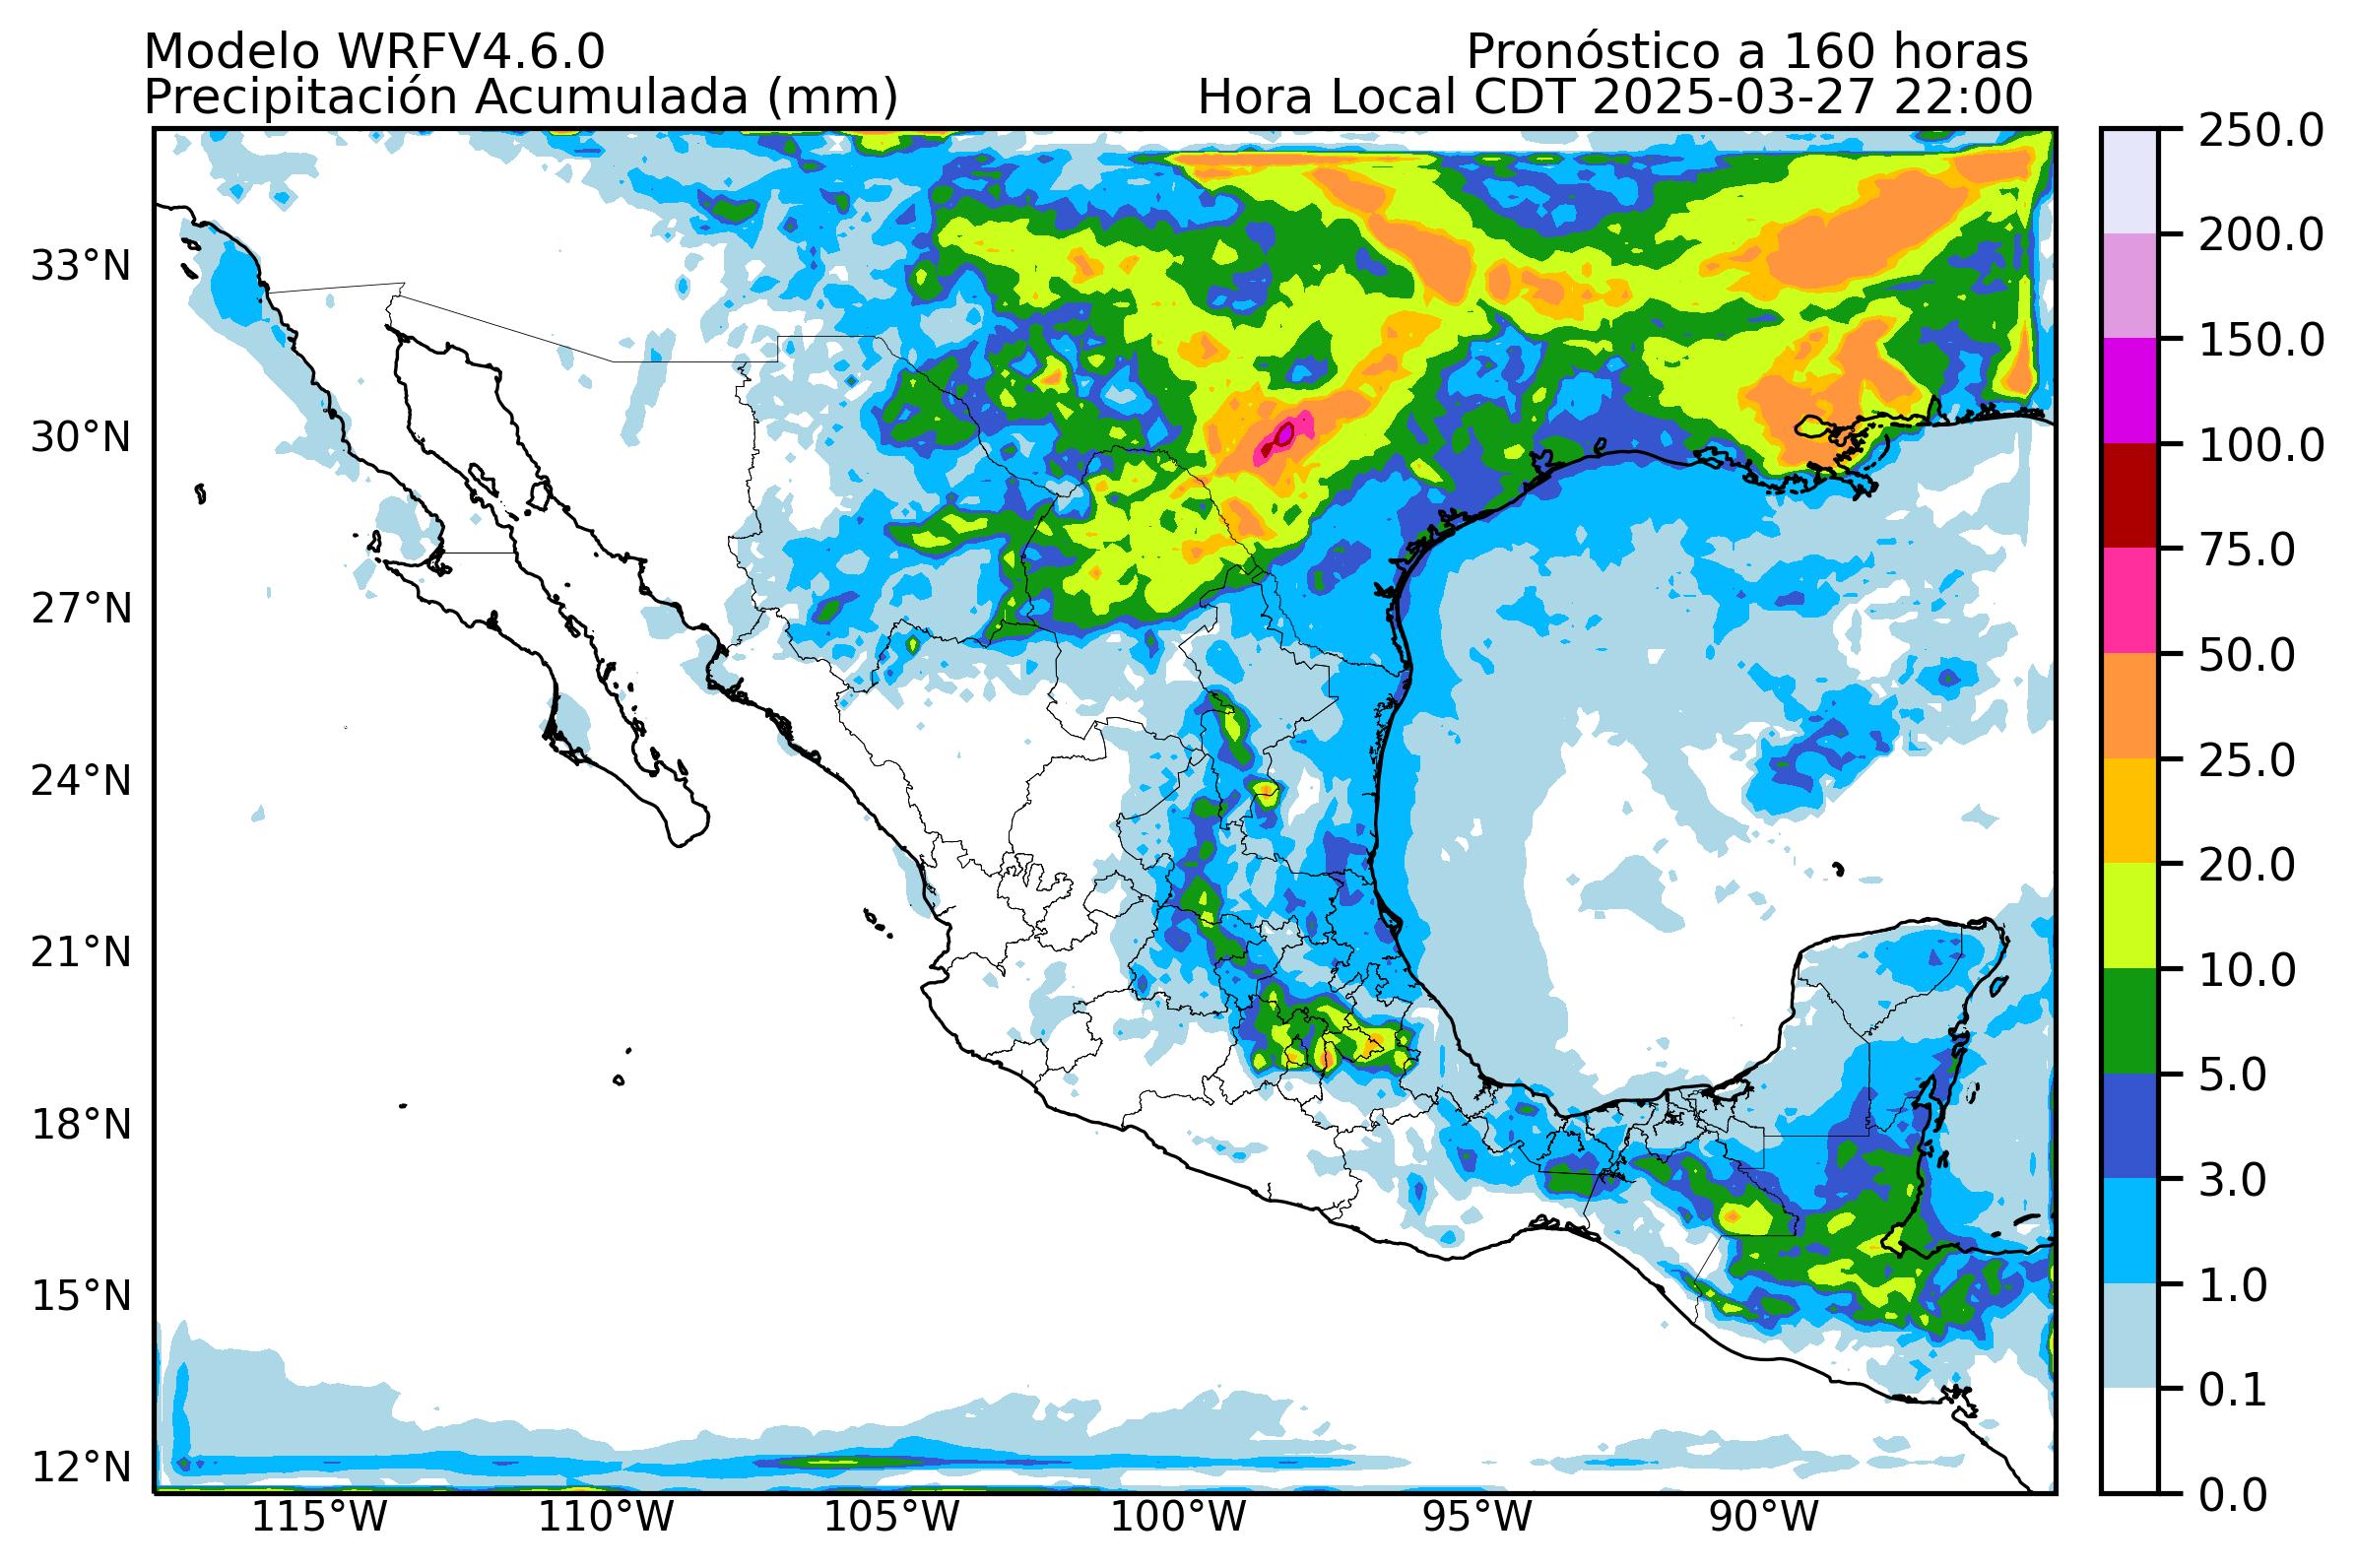 Modelo WRFV4.6.0
Pronóstico a 160 horas
Precipitación Acumulada (mm)
Hora Local CDT 2025-03-27 22:00
33°N
30°N
27°N
24°N
21°N
18°N
15°N
12°N
115°W
110°W
105°W
100°W
95°W
90°W
250.0
200.0
150.0
100.0
75.0
50.0
25.0
20.0
10.0
5.0
3.0
1.0
0.1
0.0